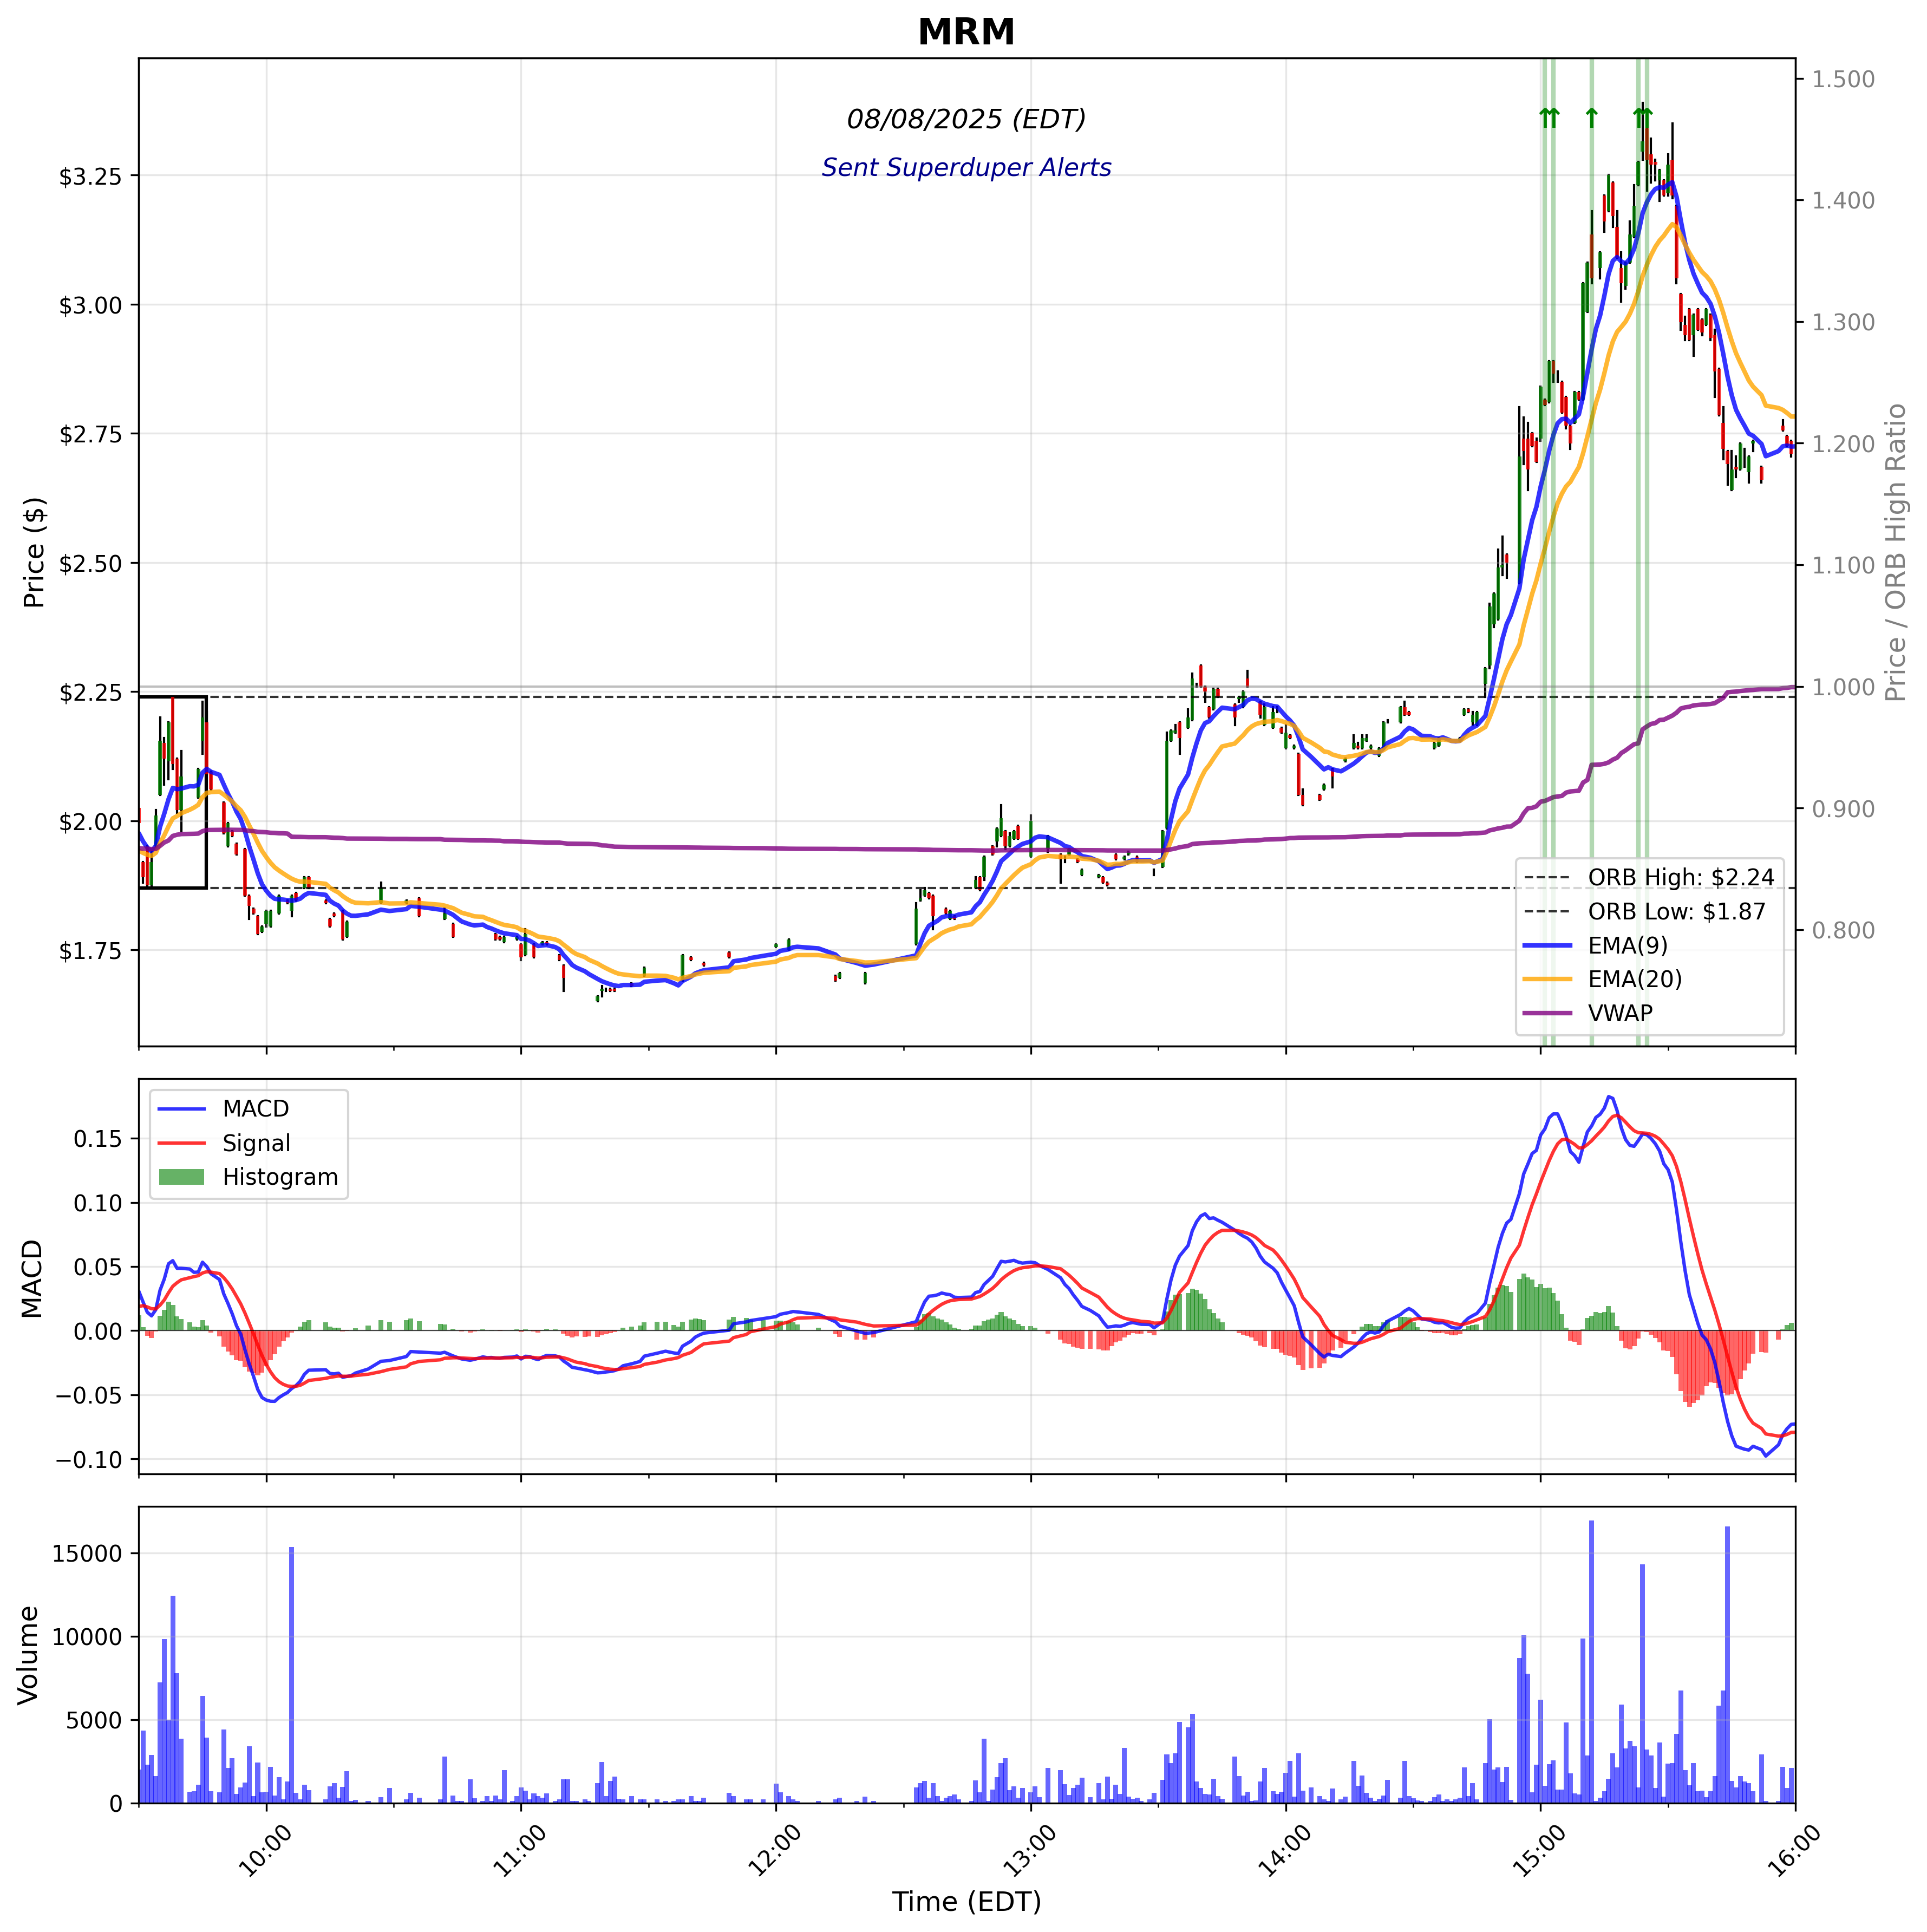 MRM
08/08/2025 (EDT)
Sent Superduper Alerts
Price ($)
$3.25
$3.00
$2.75
$2.50
$2.25
$2.00
$1.75
1.500
1.400
1.300
1.200
1.100
1.000
0.900
0.800
Price / ORB High Ratio
ORB High: $2.24
ORB Low: $1.87
EMA(9)
EMA(20)
VWAP
MACD
Signal
Histogram
MACD
0.15
0.10
0.05
0.00
−0.05
−0.10
Volume
15000
10000
5000
0
10:00
11:00
12:00
13:00
14:00
15:00
16:00
Time (EDT)